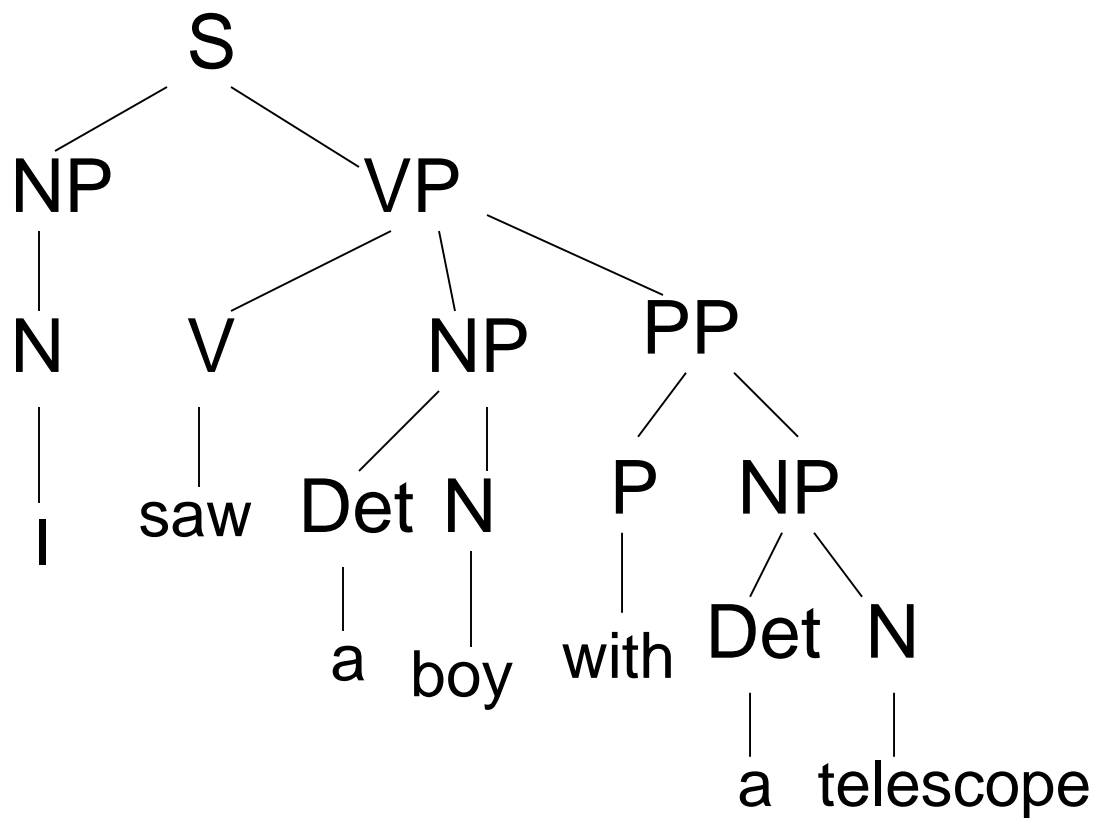 S
NP VP
N V NP PP
I saw Det N P NP
a boy with Det N
a telescope